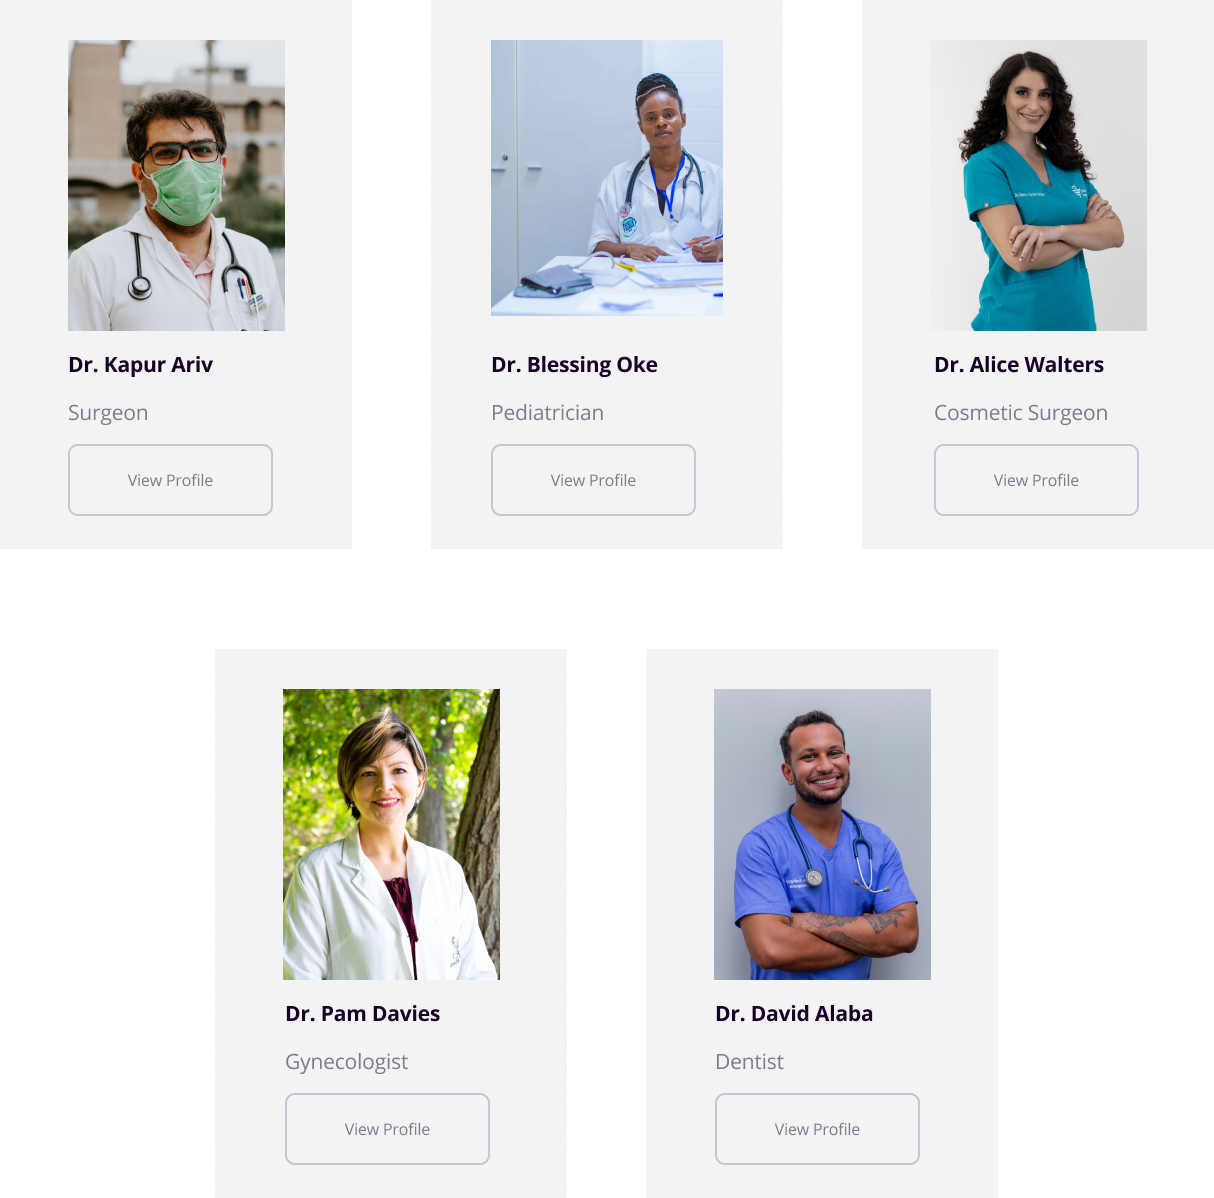 Dr. Kapur Ariv
Surgeon
View Profile
Dr. Blessing Oke
Pediatrician
View Profile
Dr. Alice Walters
Cosmetic Surgeon
View Profile
Dr. Pam Davies
Gynecologist
View Profile
Dr. David Alaba
Dentist
View Profile